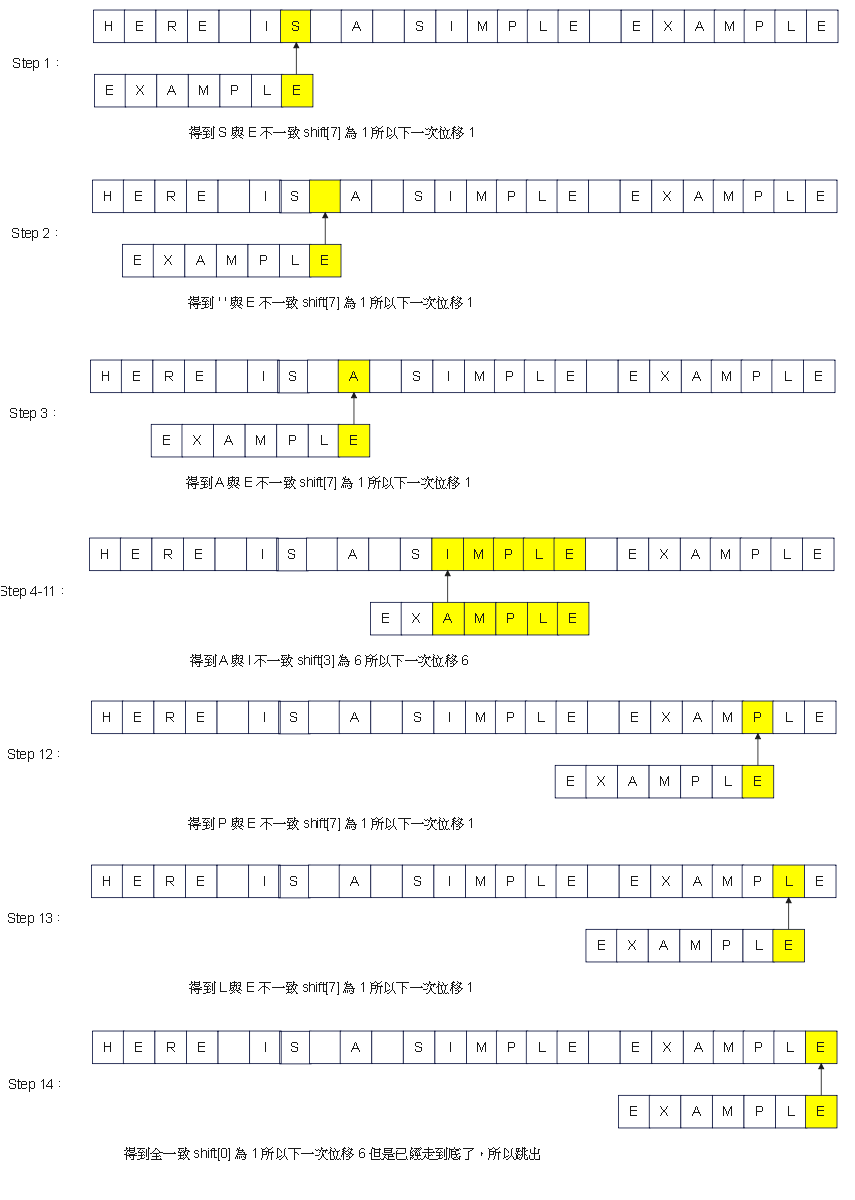 H E R E I S A S I M P L E E X A M P L E
Step 1：
E X A M P L E
得到 S 與 E 不一致 shift[7] 為 1 所以下一次位移 1
H E R E I S A S I M P L E E X A M P L E
Step 2：
E X A M P L E
得到 ' ' 與 E 不一致 shift[7] 為 1 所以下一次位移 1
H E R E I S A S I M P L E E X A M P L E
Step 3：
E X A M P L E
得到 A 與 E 不一致 shift[7] 為 1 所以下一次位移 1
H E R E I S A S I M P L E E X A M P L E
Step 4-11：
E X A M P L E
得到 A 與 I 不一致 shift[3] 為 6 所以下一次位移 6
H E R E I S A S I M P L E E X A M P L E
Step 12：
E X A M P L E
得到 P 與 E 不一致 shift[7] 為 1 所以下一次位移 1
H E R E I S A S I M P L E E X A M P L E
Step 13：
E X A M P L E
得到 L 與 E 不一致 shift[7] 為 1 所以下一次位移 1
H E R E I S A S I M P L E E X A M P L E
Step 14：
E X A M P L E
得到全一致 shift[0] 為 1 所以下一次位移 6 但是已經走到底了，所以跳出